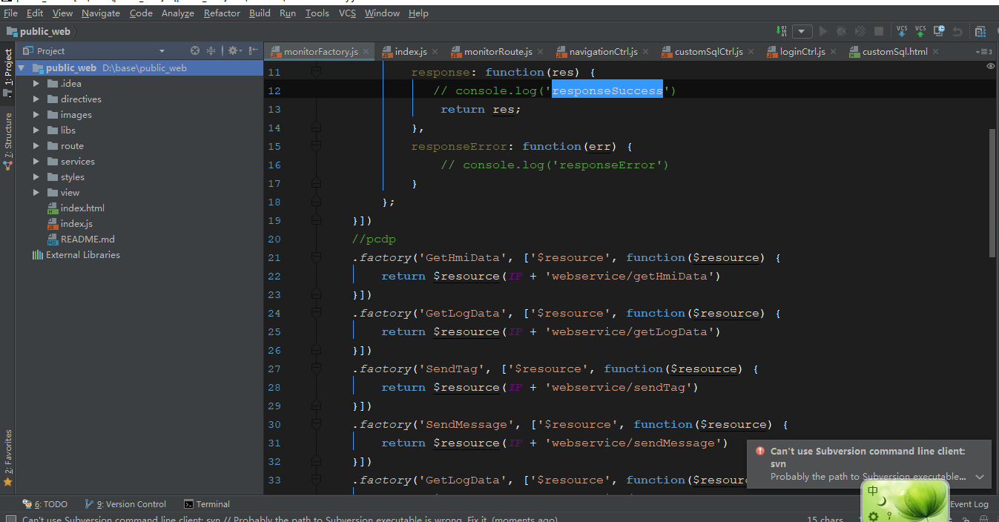 File Edit View Navigate Code Analyze Refactor Build Run Tools VCS Window Help
public_web
VCS VCS
1: Project
7: Structure
2: Favorites
Project
public_web D:\base\public_web
.idea
directives
images
libs
route
services
styles
view
index.html
index.js
README.md
External Libraries
monitorFactory.js index.js monitorRoute.js navigationCtrl.js customSqlCtrl.js loginCtrl.js customSql.html
11 response: function(res) {
12 // console.log('responseSuccess')
13 return res;
14 },
15 responseError: function(err) {
16 // console.log('responseError')
17 }
18 };
19 }])
20 //pcdp
21 .factory('GetHmiData', ['$resource', function($resource) {
22 return $resource(IP + 'webservice/getHmiData')
23 }])
24 .factory('GetLogData', ['$resource', function($resource) {
25 return $resource(IP + 'webservice/getLogData')
26 }])
27 .factory('SendTag', ['$resource', function($resource) {
28 return $resource(IP + 'webservice/sendTag')
29 }])
30 .factory('SendMessage', ['$resource', function($resource) {
31 return $resource(IP + 'webservice/sendMessage')
32 }])
33 .factory('GetLogData', ['$resource', function($resour
Can't use Subversion command line client:
svn
Probably the path to Subversion executable...
中
6: TODO 9: Version Control Terminal Event Log
Can't use Subversion command line client: svn // Probably the path to Subversion executable is wrong. Fix it. (moments ago) 15 chars